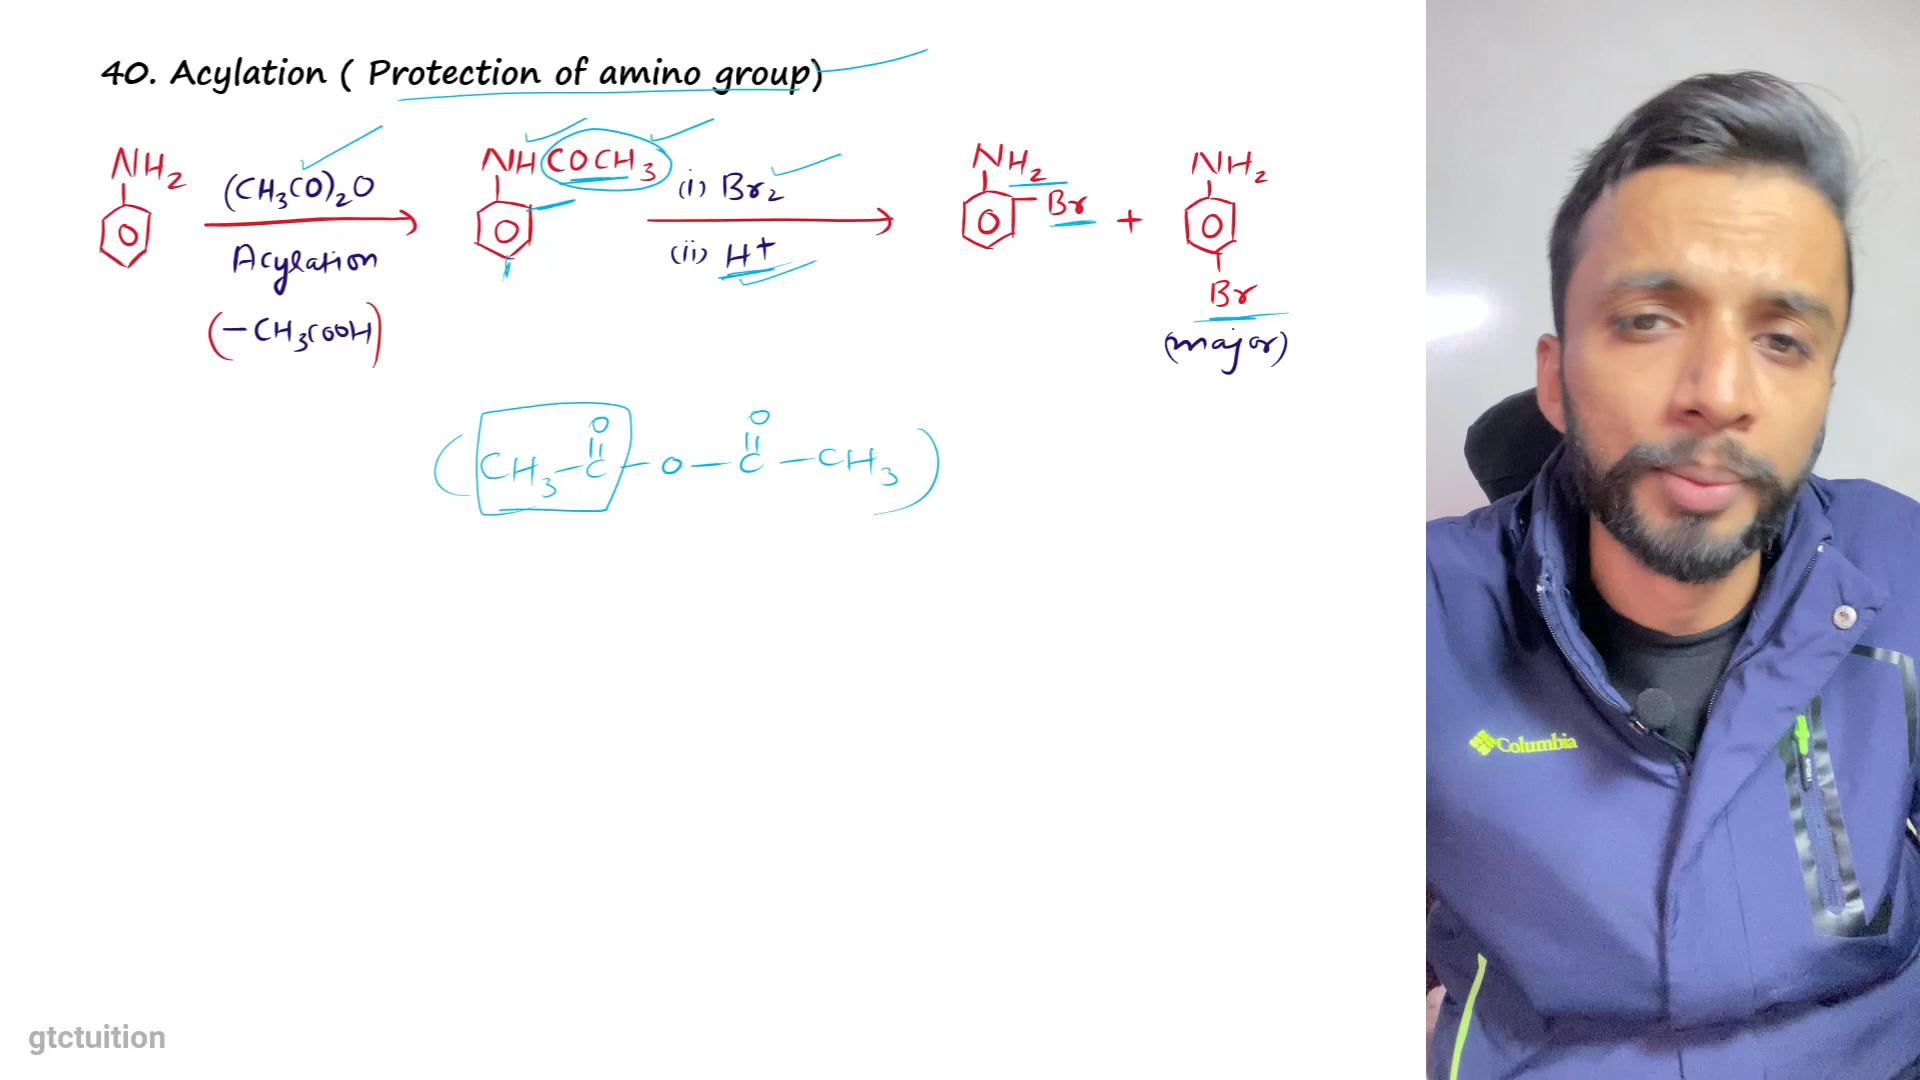 40. Acylation ( Protection of amino group)
NH2
(CH3CO)2O
Acylation
(-CH3COOH)
NHCOCH3
(i) Br2
(ii) H+
NH2
Br
+
NH2
Br
(major)
(CH3-C-O-C-CH3)
O
O
Columbia
gtctuition